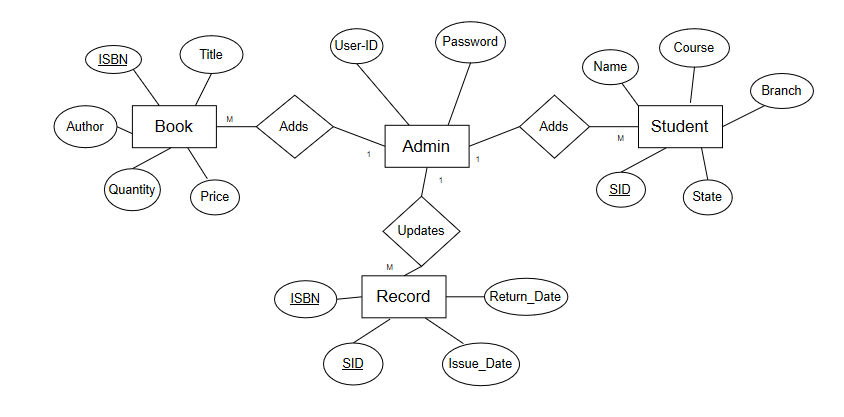 User-ID
Password
Course
Title
ISBN
Name
Branch
Author
Book
M
Adds
1
Admin
1
Adds
M
Student
Quantity
Price
1
SID
State
Updates
M
ISBN
Record
Return_Date
SID
Issue_Date